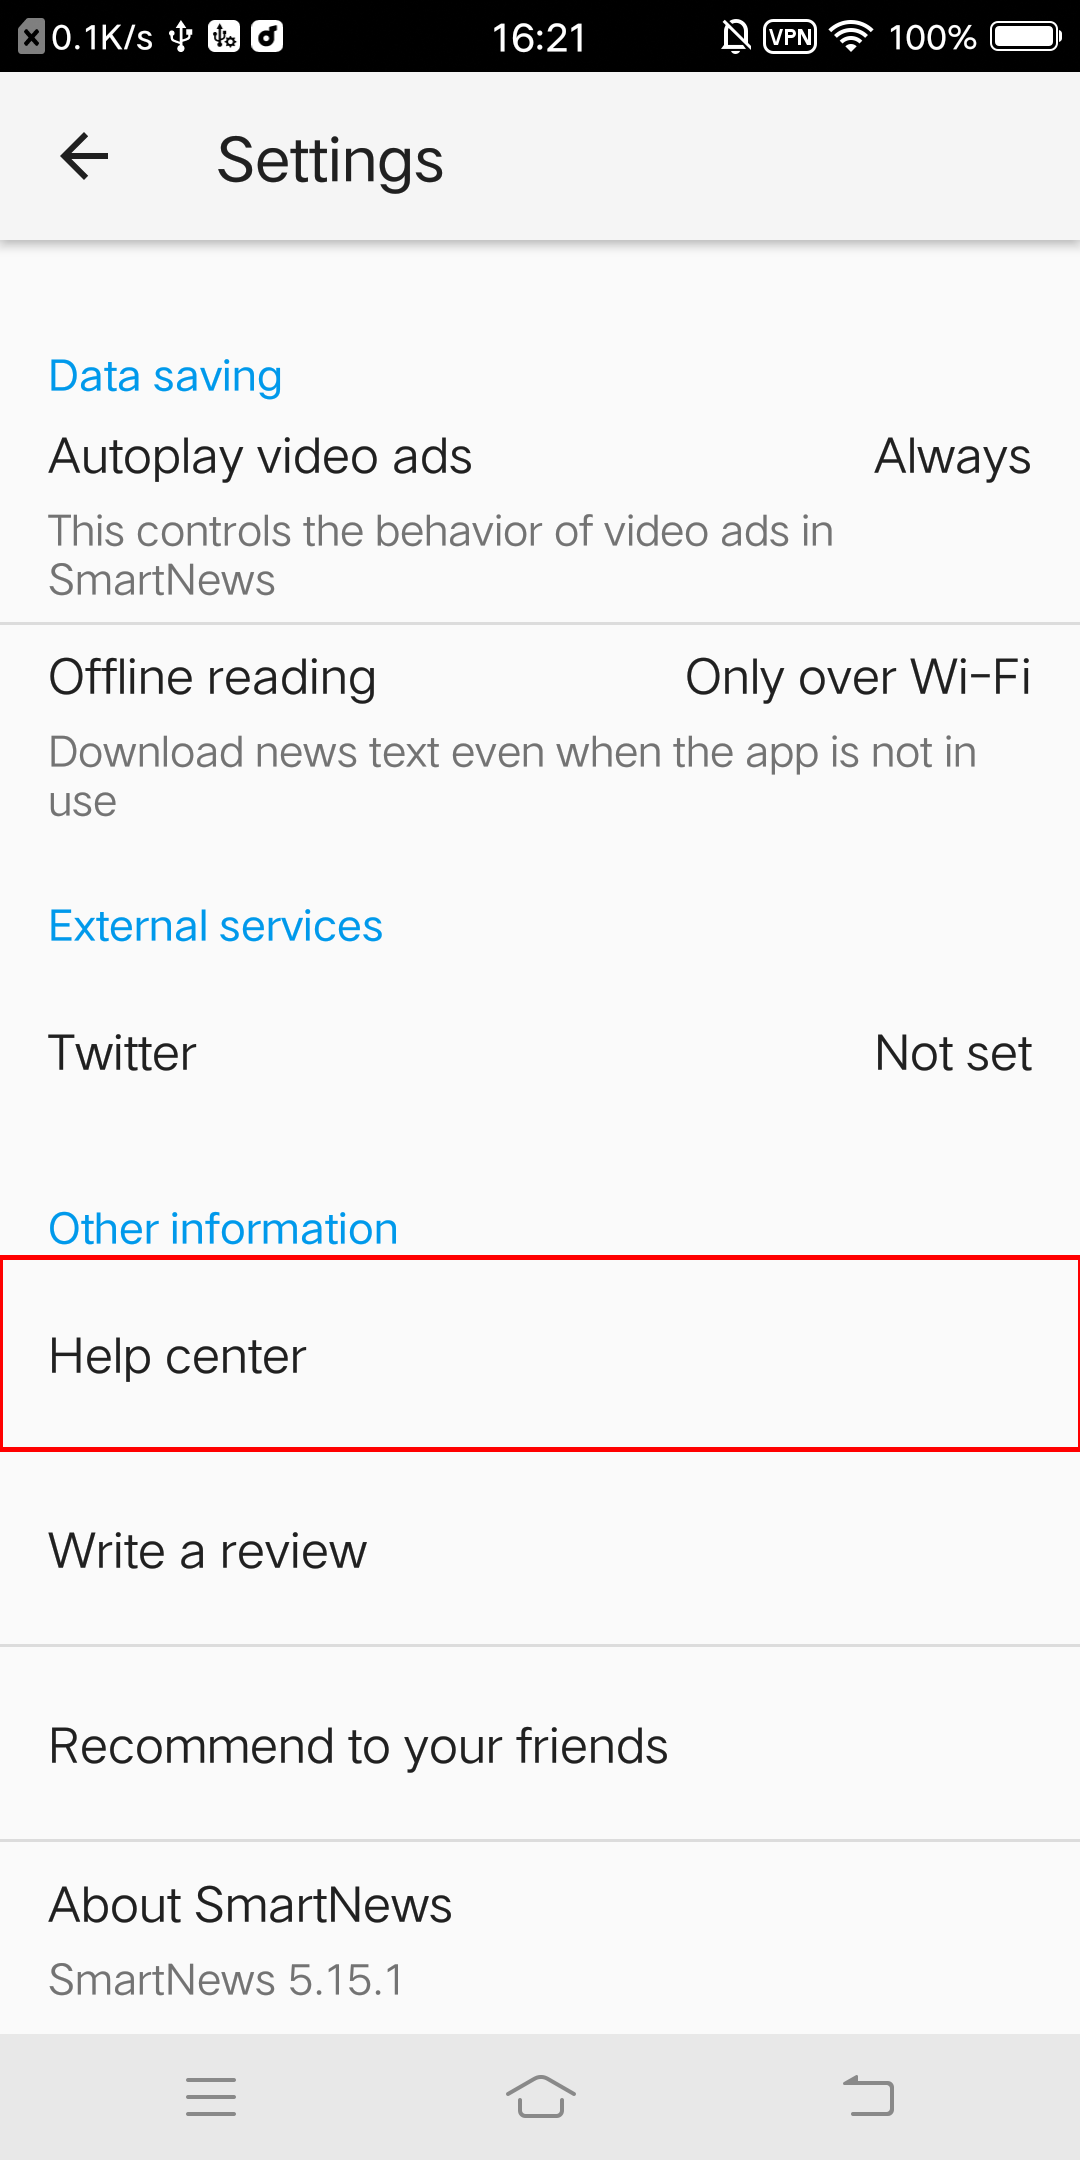 0.1K/s 16:21 VPN 100%
Settings
Data saving
Autoplay video ads Always
This controls the behavior of video ads in
SmartNews
Offline reading Only over Wi-Fi
Download news text even when the app is not in
use
External services
Twitter Not set
Other information
Help center
Write a review
Recommend to your friends
About SmartNews
SmartNews 5.15.1